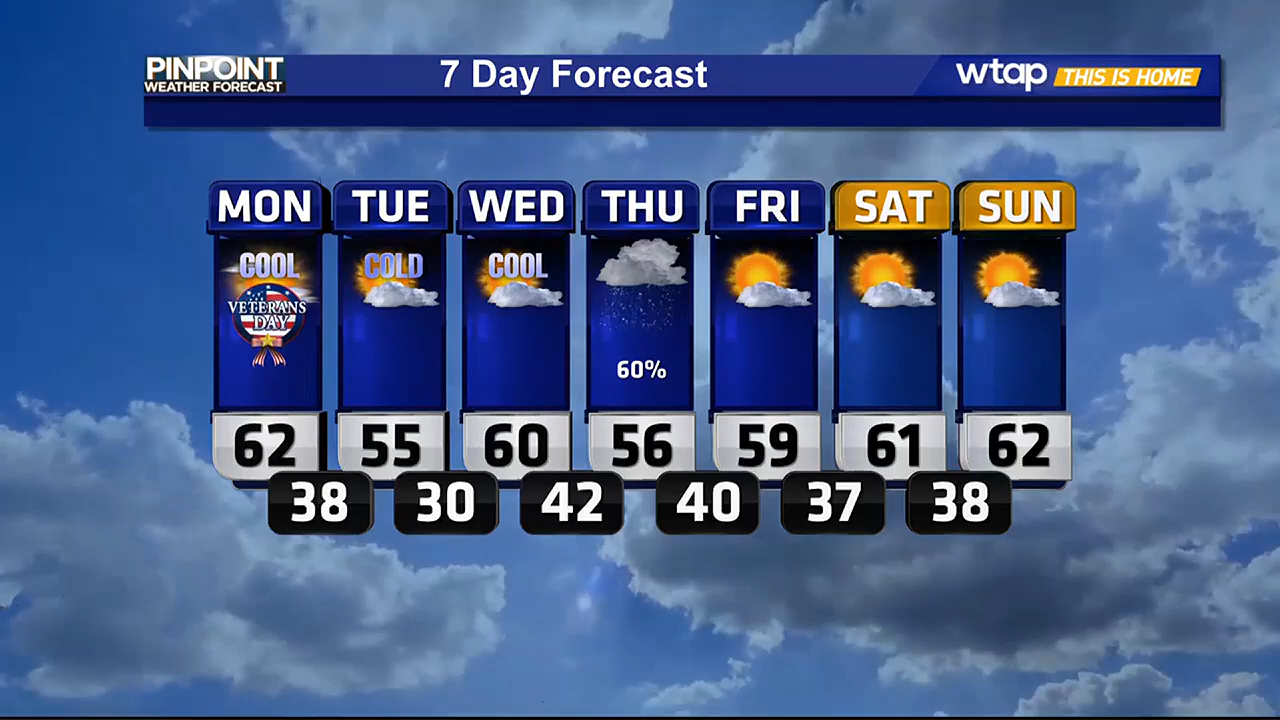 PINPOINT
WEATHER FORECAST
7 Day Forecast
wtap THIS IS HOME
MON TUE WED THU FRI SAT SUN
COOL COLD COOL
VETERANS
DAY
60%
62 55 60 56 59 61 62
38 30 42 40 37 38